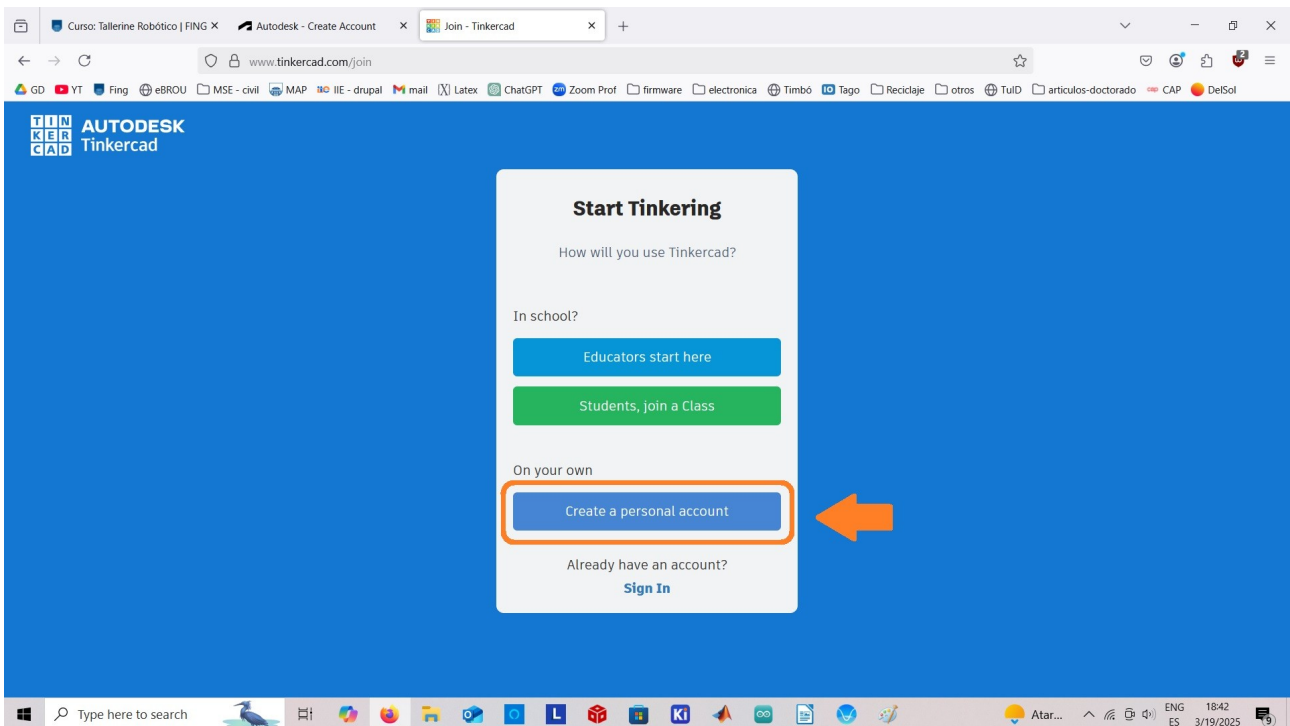 Curso: Tallerine Robótico | FING
Autodesk - Create Account
Join - Tinkercad
www.tinkercad.com/join
GD YT Fing eBROU MSE - civil MAP IIE - drupal mail Latex ChatGPT Zoom Prof firmware electronica Timbó Tago Reciclaje otros TuID articulos-doctorado CAP DelSol
TIN
KER
CAD
AUTODESK
Tinkercad
Start Tinkering
How will you use Tinkercad?
In school?
Educators start here
Students, join a Class
On your own
Create a personal account
Already have an account?
Sign In
Type here to search
Atar...
ENG
ES
18:42
3/19/2025